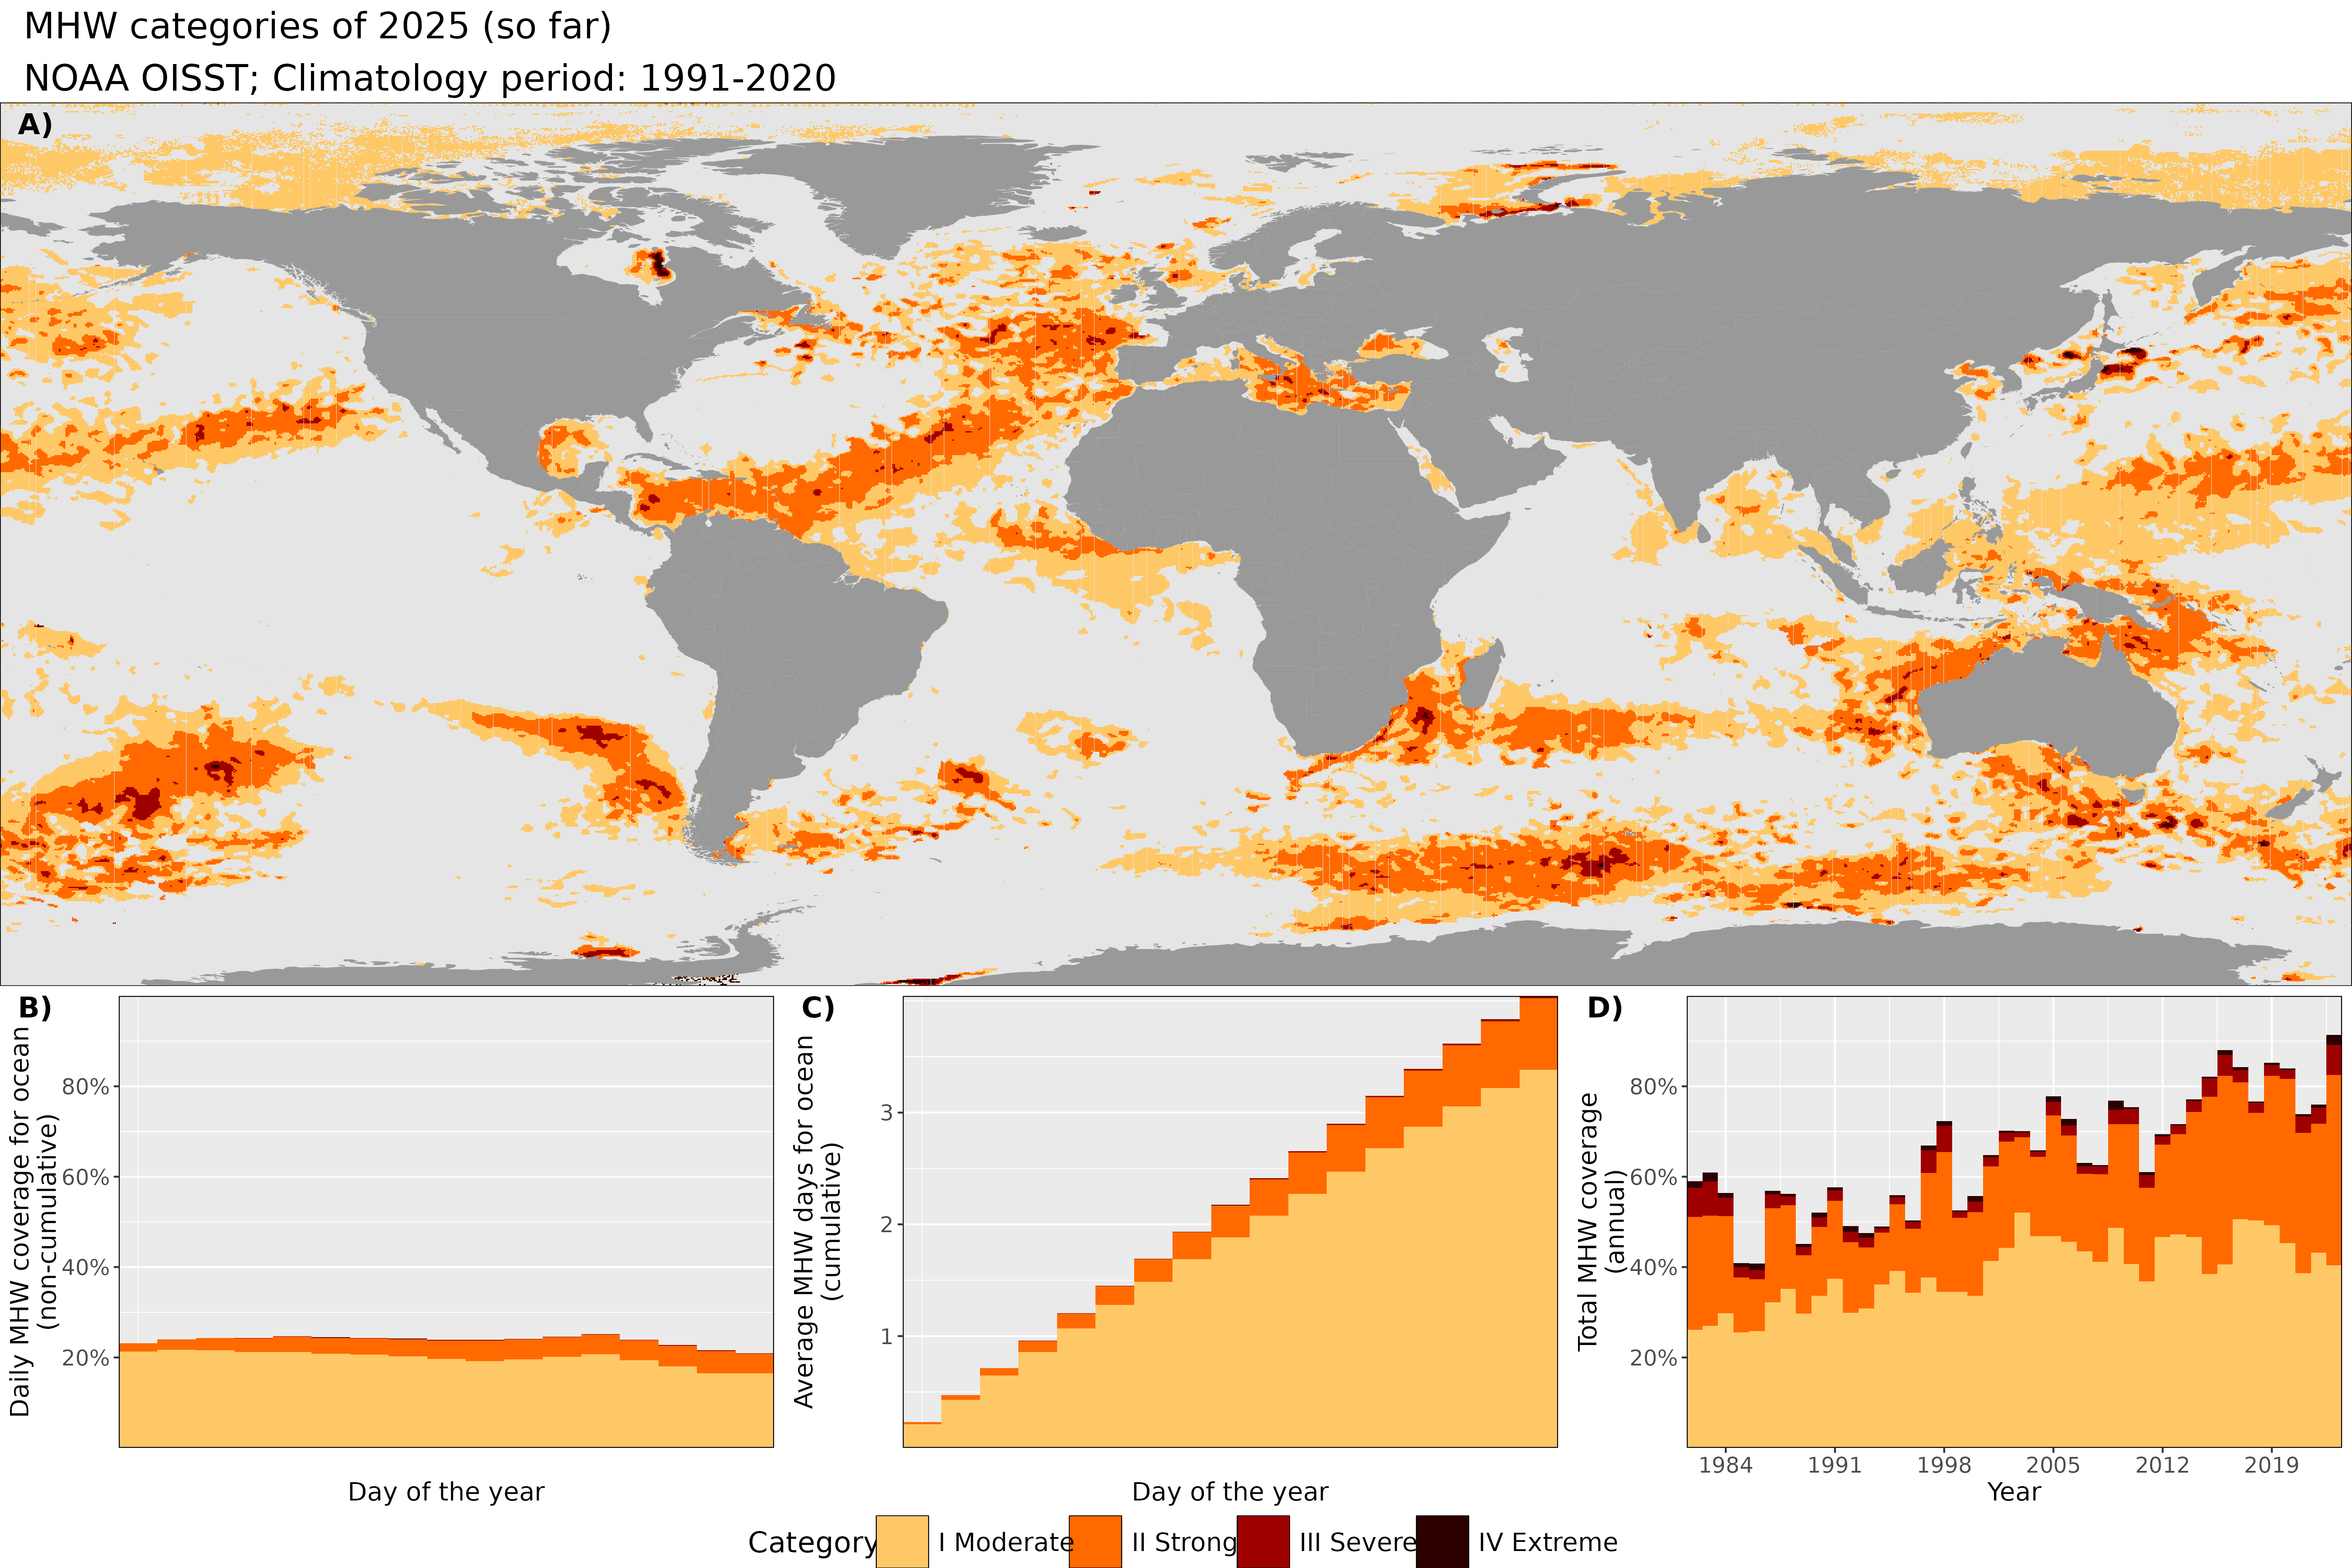 MHW categories of 2025 (so far)
NOAA OISST; Climatology period: 1991-2020
A)
B)
Daily MHW coverage for ocean
(non-cumulative)
80%
60%
40%
20%
Day of the year
C)
Average MHW days for ocean
(cumulative)
3
2
1
Day of the year
D)
Total MHW coverage
(annual)
80%
60%
40%
20%
1984 1991 1998 2005 2012 2019
Year
Category I Moderate II Strong III Severe IV Extreme